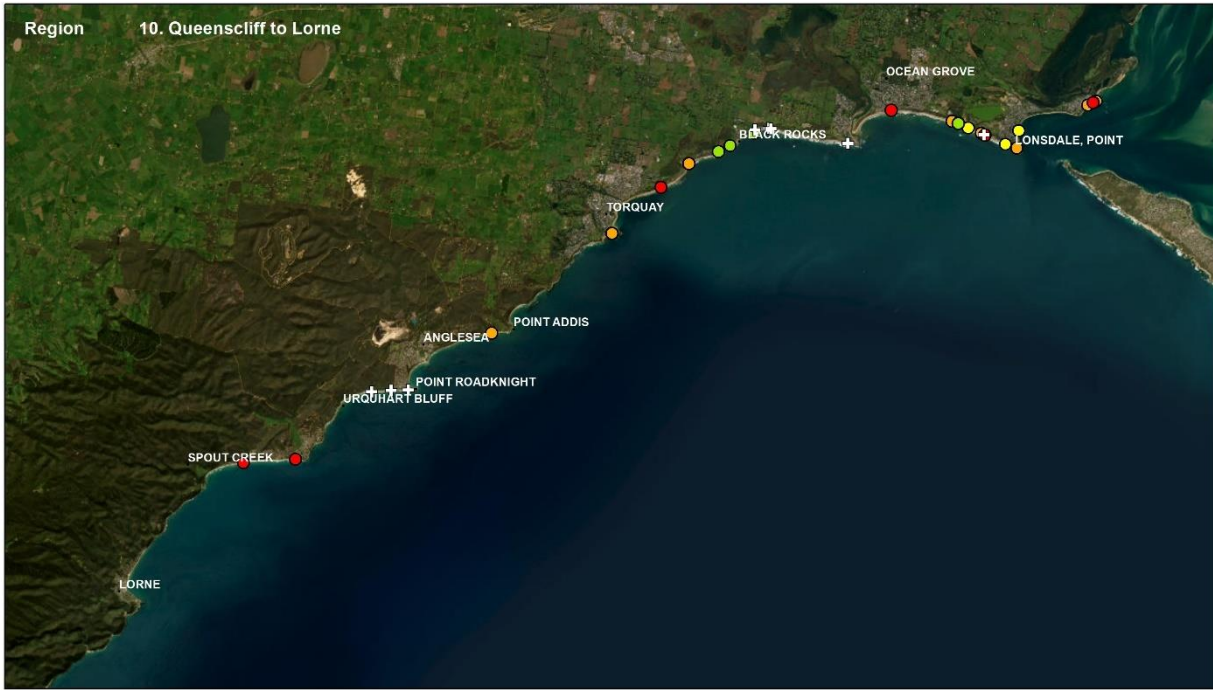 Region 10. Queenscliff to Lorne
OCEAN GROVE
BLACK ROCKS
LONSDALE, POINT
TORQUAY
POINT ADDIS
ANGLESEA
POINT ROADKNIGHT
URQUHART BLUFF
SPOUT CREEK
LORNE